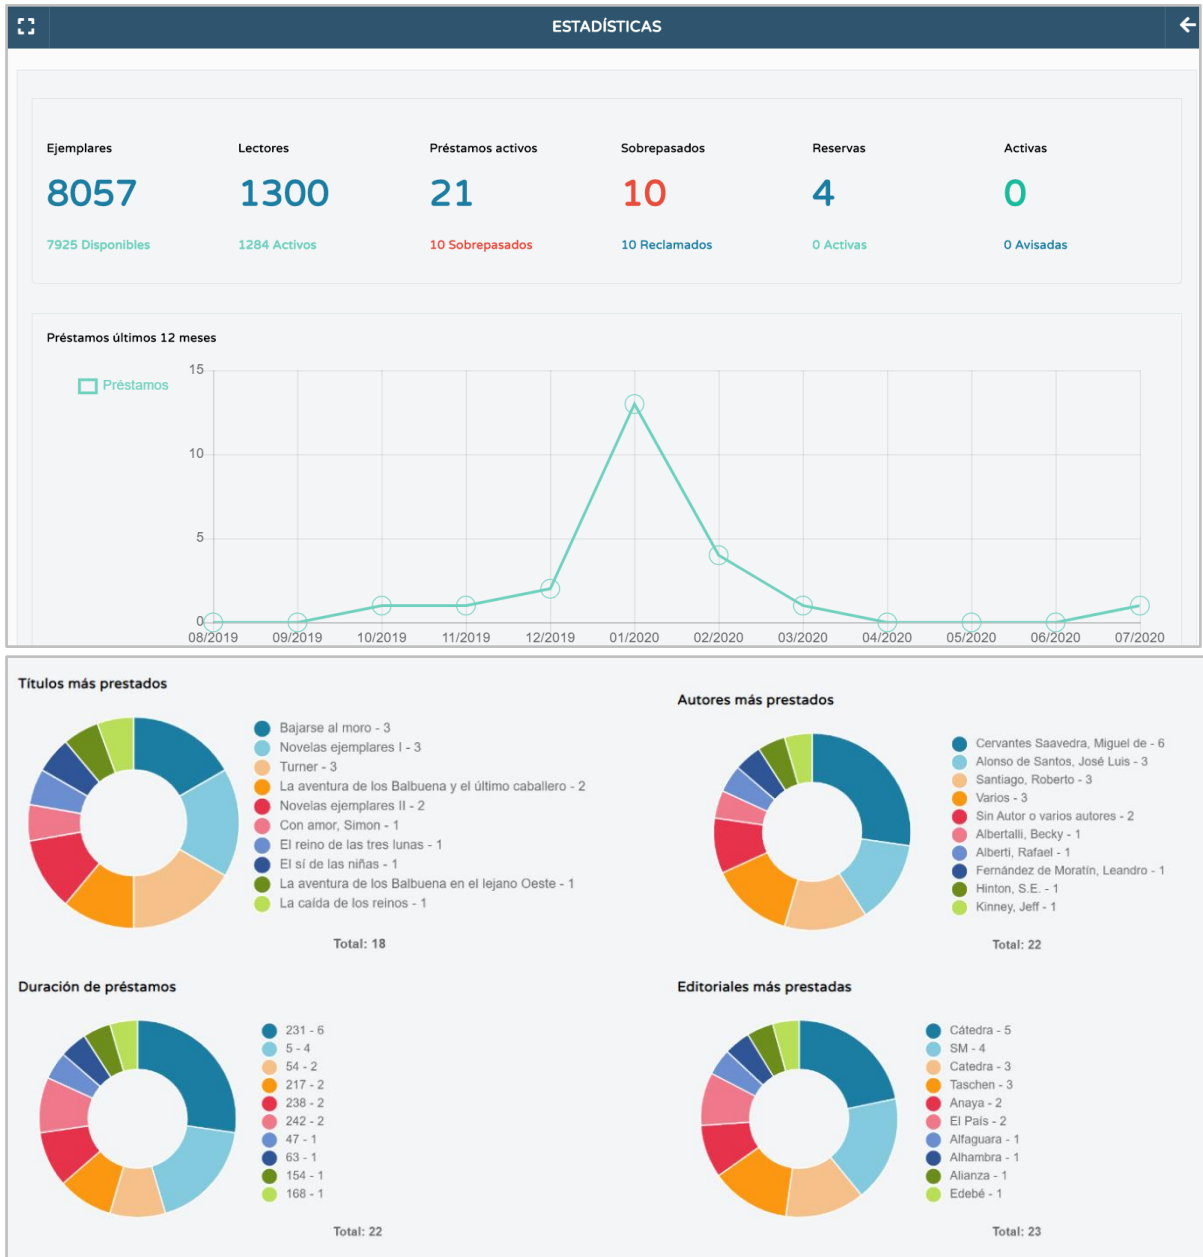 ESTADÍSTICAS
Ejemplares
8057
7925 Disponibles
Lectores
1300
1284 Activos
Préstamos activos
21
10 Sobrepasados
Sobrepasados
10
10 Reclamados
Reservas
4
0 Activas
Activas
0
0 Avisadas
Préstamos últimos 12 meses
Préstamos
15
10
5
0
08/2019 09/2019 10/2019 11/2019 12/2019 01/2020 02/2020 03/2020 04/2020 05/2020 06/2020 07/2020
Títulos más prestados
Bajarse al moro - 3
Novelas ejemplares I - 3
Turner - 3
La aventura de los Balbuena y el último caballero - 2
Novelas ejemplares II - 2
Con amor, Simon - 1
El reino de las tres lunas - 1
El sí de las niñas - 1
La aventura de los Balbuena en el lejano Oeste - 1
La caída de los reinos - 1
Total: 18
Autores más prestados
Cervantes Saavedra, Miguel de - 6
Alonso de Santos, José Luis - 3
Santiago, Roberto - 3
Varios - 3
Sin Autor o varios autores - 2
Albertalli, Becky - 1
Alberti, Rafael - 1
Fernández de Moratín, Leandro - 1
Hinton, S.E. - 1
Kinney, Jeff - 1
Total: 22
Duración de préstamos
231 - 6
5 - 4
54 - 2
217 - 2
238 - 2
242 - 2
47 - 1
63 - 1
154 - 1
168 - 1
Total: 22
Editoriales más prestadas
Cátedra - 5
SM - 4
Catedra - 3
Taschen - 3
Anaya - 2
El País - 2
Alfaguara - 1
Alhambra - 1
Alianza - 1
Edebé - 1
Total: 23